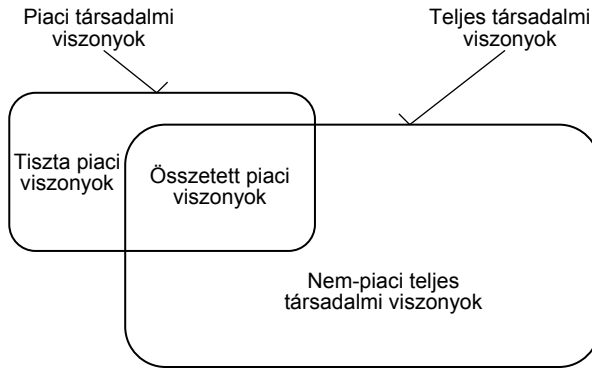 Piaci társadalmi
viszonyok
Teljes társadalmi
viszonyok
Tiszta piaci
viszonyok
Összetett piaci
viszonyok
Nem-piaci teljes
társadalmi viszonyok